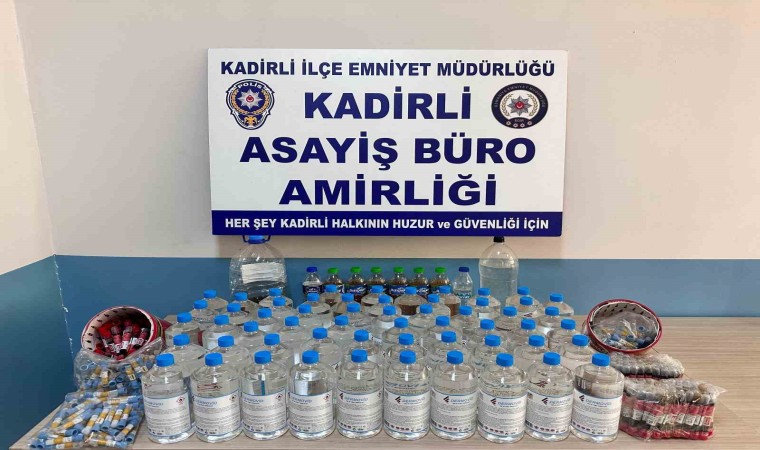 KADİRLİ İLÇE EMNİYET MÜDÜRLÜĞÜ
POLİS
KADİRLİ
ASAYİŞ BÜRO
AMİRLİĞİ
HER ŞEY KADİRLİ HALKININ HUZUR ve GÜVENLİĞİ İÇİN